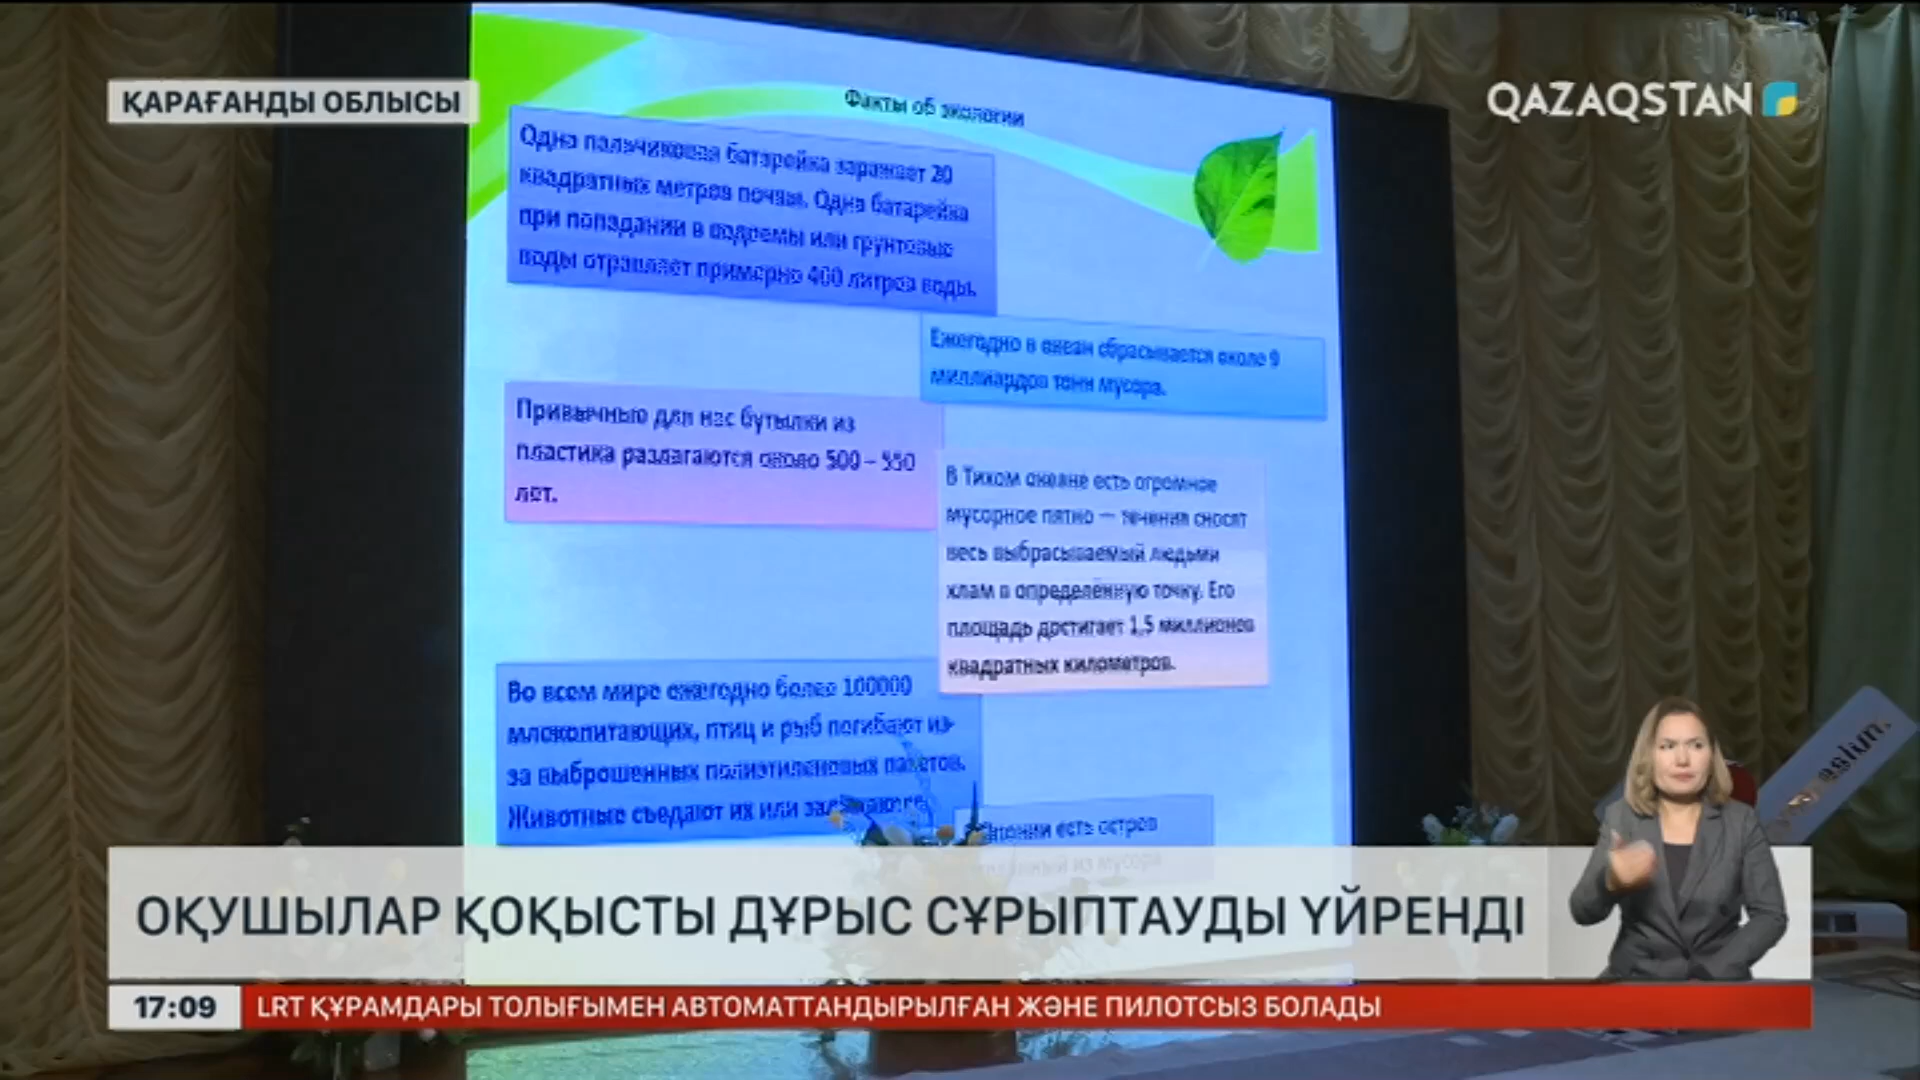 ҚАРАҒАНДЫ ОБЛЫСЫ
QAZAQSTAN
Факты об экологии
Одна пальчиковая батарейка заражает 20
квадратных метров почвы. Одна батарейка
при попадании в водоемы или грунтовые
воды отравляет примерно 400 литров воды.
Ежегодно в океан сбрасывается около 9
миллиардов тонн мусора.
Привычные для нас бутылки из
пластика разлагаются около 500 – 550
лет.
В Тихом океане есть огромное
мусорное пятно — течения сносят
весь выбрасываемый людьми
хлам в определённую точку. Его
площадь достигает 1,5 миллионов
квадратных километров.
Во всем мире ежегодно более 100000
млекопитающих, птиц и рыб погибают из-
за выброшенных полиэтиленовых пакетов.
Животные съедают их или
есть остров
из мусора
ОҚУШЫЛАР ҚОҚЫСТЫ ДҰРЫС СҰРЫПТАУДЫ ҮЙРЕНДІ
17:09
LRT ҚҰРАМДАРЫ ТОЛЫҒЫМЕН АВТОМАТТАНДЫРЫЛҒАН ЖӘНЕ ПИЛОТСЫЗ БОЛАДЫ